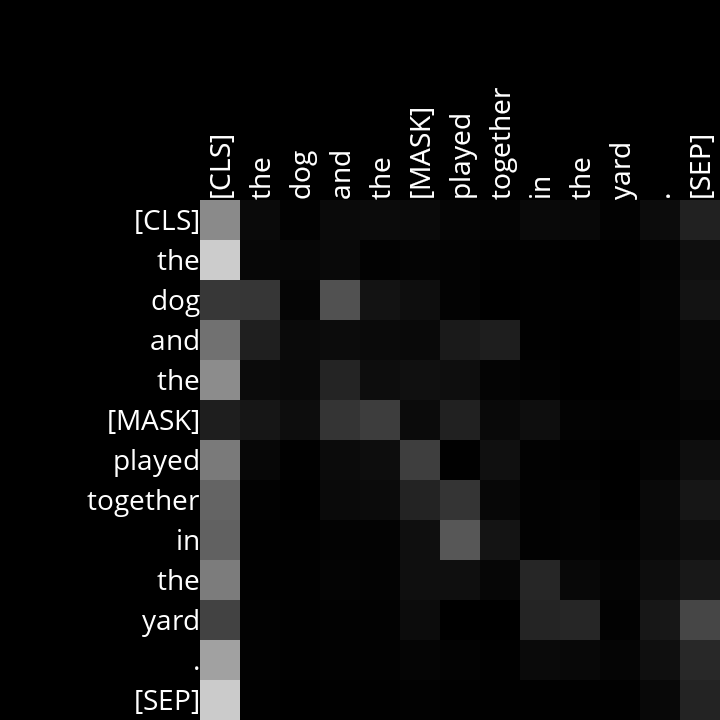 [CLS] the dog and the [MASK] played together in the yard . [SEP]
[CLS]
the
dog
and
the
[MASK]
played
together
in
the
yard
.
[SEP]